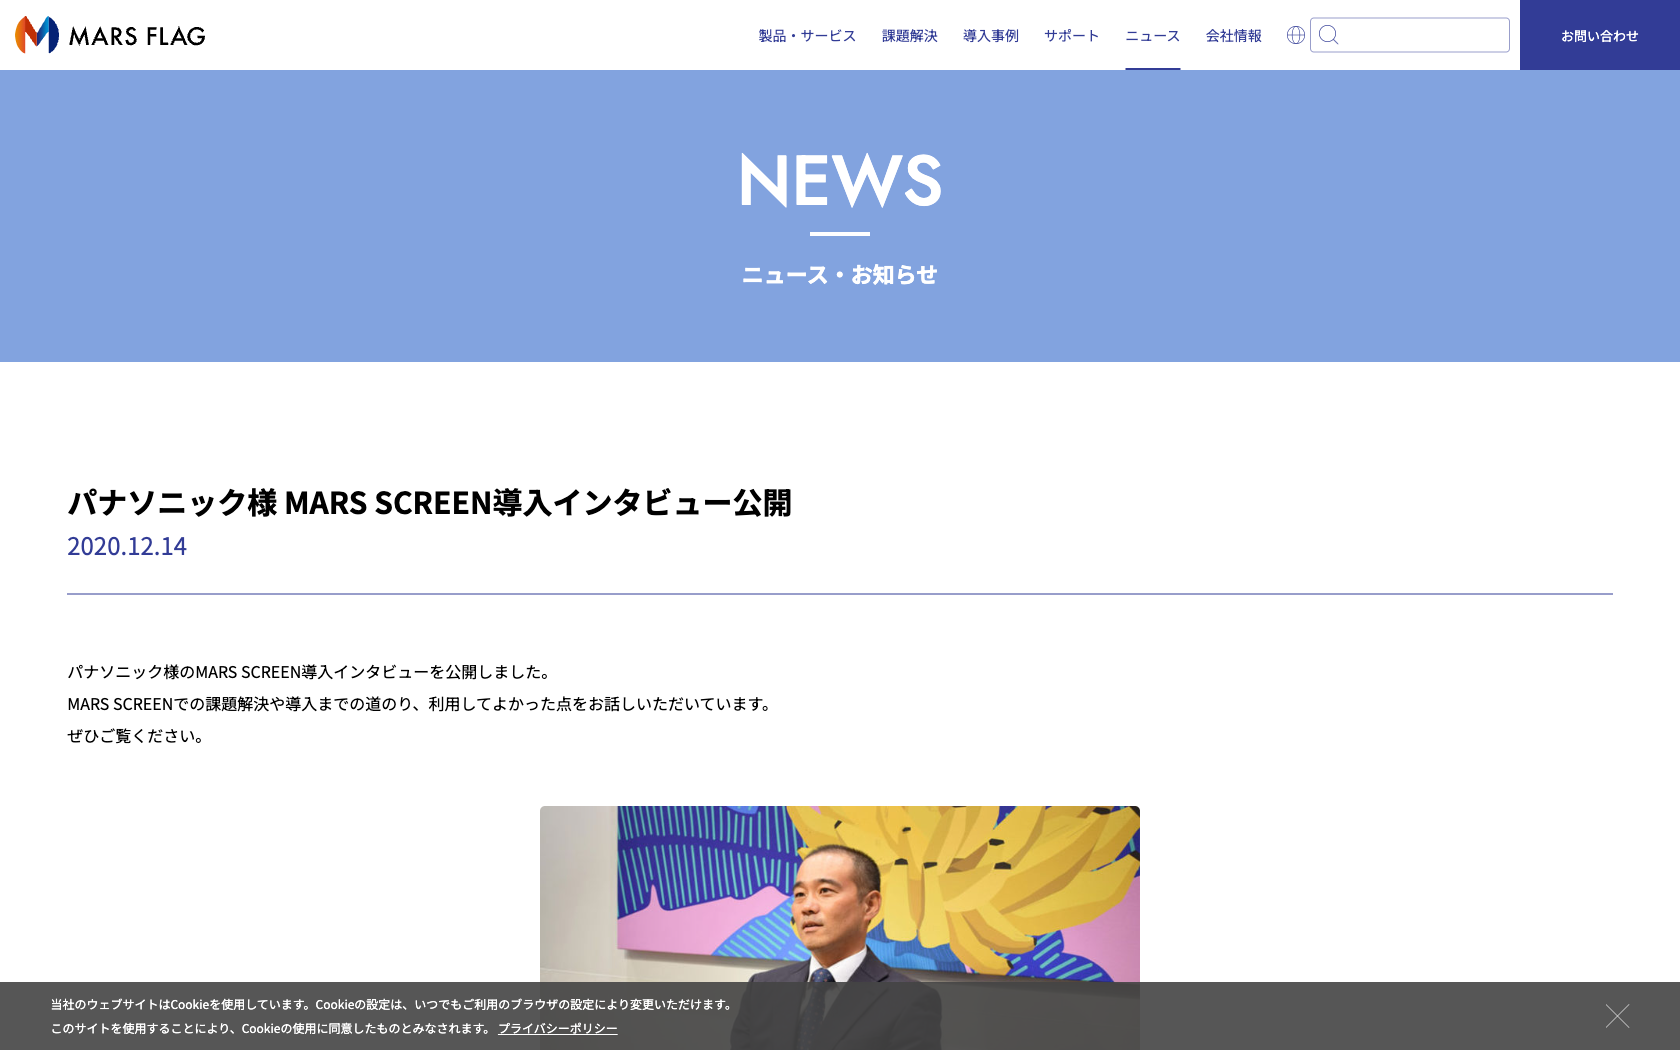 MARS FLAG
製品・サービス
課題解決
導入事例
サポート
ニュース
会社情報
お問い合わせ
NEWS
ニュース・お知らせ
パナソニック様 MARS SCREEN導入インタビュー公開
2020.12.14
パナソニック様のMARS SCREEN導入インタビューを公開しました。
MARS SCREENでの課題解決や導入までの道のり、利用してよかった点をお話しいただいています。
ぜひご覧ください。
当社のウェブサイトはCookieを使用しています。Cookieの設定は、いつでもご利用のブラウザの設定により変更いただけます。
このサイトを使用することにより、Cookieの使用に同意したものとみなされます。 プライバシーポリシー